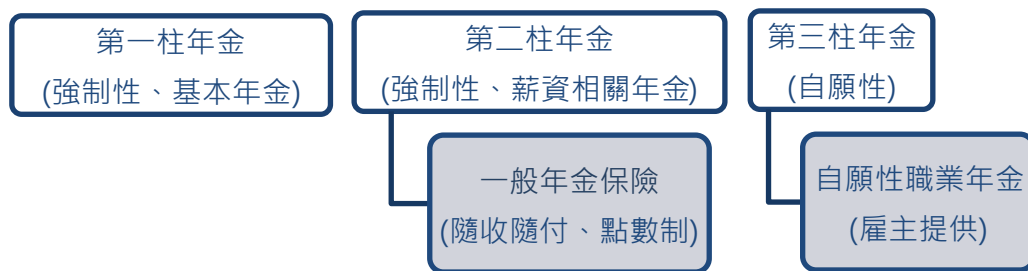 第一柱年金
(強制性、基本年金)
第二柱年金
(強制性、薪資相關年金)
第三柱年金
(自願性)
一般年金保險
(隨收隨付、點數制)
自願性職業年金
(雇主提供)